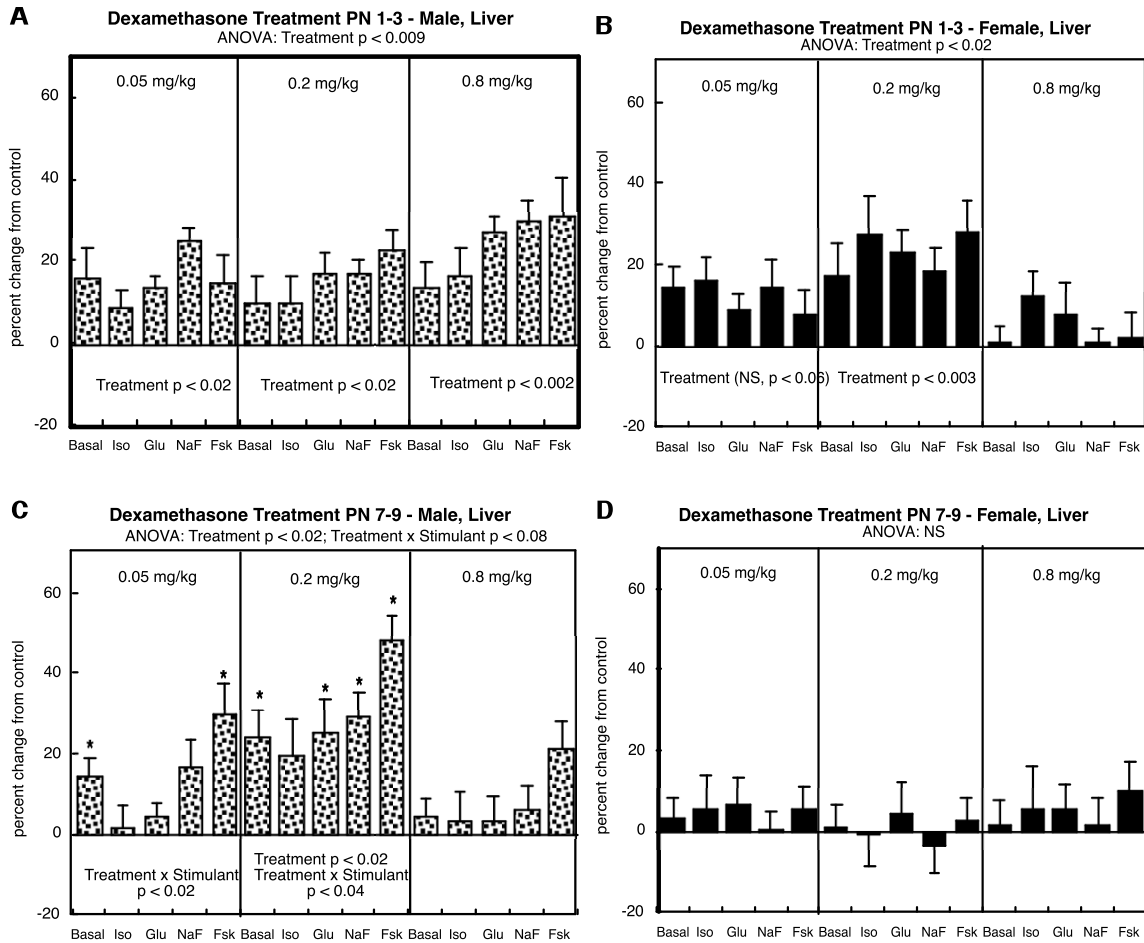 A
Dexamethasone Treatment PN 1-3 - Male, Liver
ANOVA: Treatment p < 0.009
percent change from control
60
40
20
0
-20
0.05 mg/kg
0.2 mg/kg
0.8 mg/kg
Treatment p < 0.02
Treatment p < 0.02
Treatment p < 0.002
Basal Iso Glu NaF Fsk Basal Iso Glu NaF Fsk Basal Iso Glu NaF Fsk
B
Dexamethasone Treatment PN 1-3 - Female, Liver
ANOVA: Treatment p < 0.02
percent change from control
60
40
20
0
-20
0.05 mg/kg
0.2 mg/kg
0.8 mg/kg
Treatment (NS, p < 0.06)
Treatment p < 0.003
Basal Iso Glu NaF Fsk Basal Iso Glu NaF Fsk Basal Iso Glu NaF Fsk
C
Dexamethasone Treatment PN 7-9 - Male, Liver
ANOVA: Treatment p < 0.02; Treatment x Stimulant p < 0.08
percent change from control
60
40
20
0
-20
0.05 mg/kg
0.2 mg/kg
0.8 mg/kg
* * * * * *
Treatment x Stimulant
p < 0.02
Treatment p < 0.02
Treatment x Stimulant
p < 0.04
Basal Iso Glu NaF Fsk Basal Iso Glu NaF Fsk Basal Iso Glu NaF Fsk
D
Dexamethasone Treatment PN 7-9 - Female, Liver
ANOVA: NS
percent change from control
60
40
20
0
-20
0.05 mg/kg
0.2 mg/kg
0.8 mg/kg
Basal Iso Glu NaF Fsk Basal Iso Glu NaF Fsk Basal Iso Glu NaF Fsk